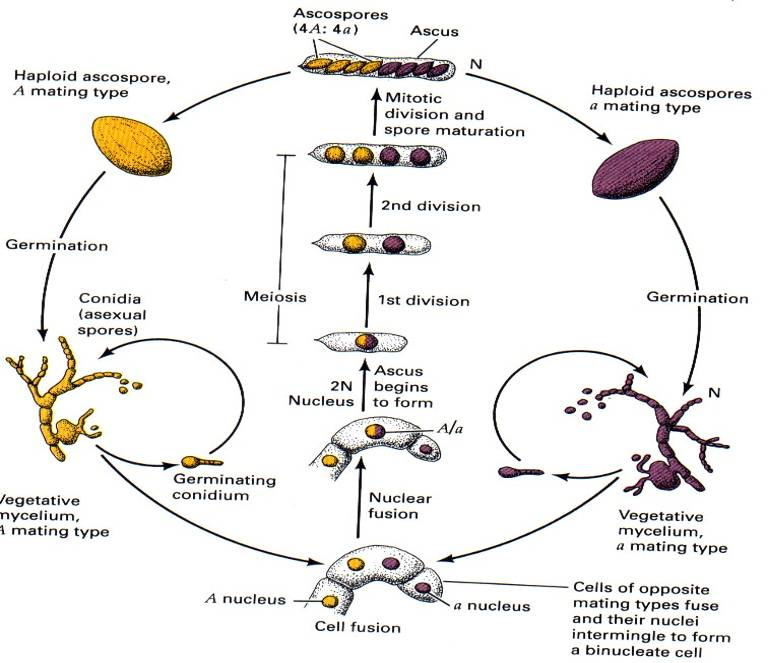 Ascospores
(4A: 4a)
Ascus
N
Haploid ascospore,
A mating type
Haploid ascospores
a mating type
Mitotic
division and
spore maturation
2nd division
Germination
Meiosis
1st division
Germination
Conidia
(asexual
spores)
2N
Nucleus
Ascus
begins
to form
N
A/a
Germinating
conidium
Nuclear
fusion
Vegetative
mycelium,
A mating type
Vegetative
mycelium,
a mating type
A nucleus
a nucleus
Cell fusion
Cells of opposite
mating types fuse
and their nuclei
intermingle to form
a binucleate cell